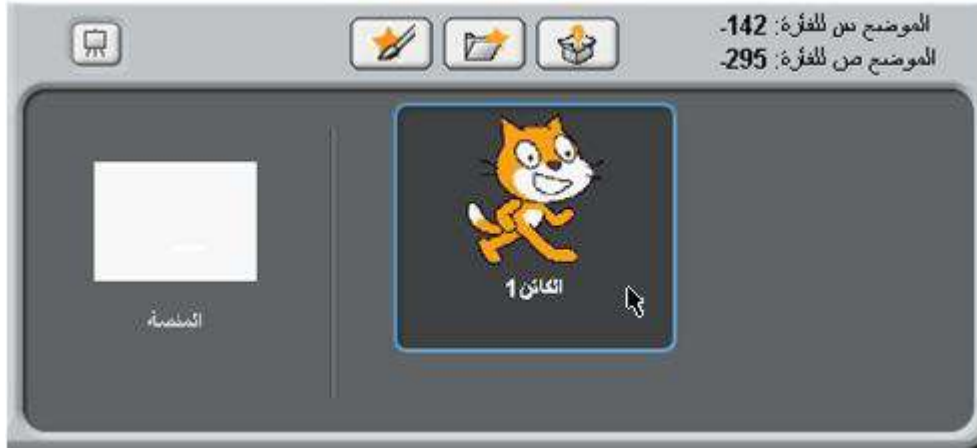 الموضع س للفأرة: 142-
الموضع ص للفأرة: 295-
الكائن1
المنصة